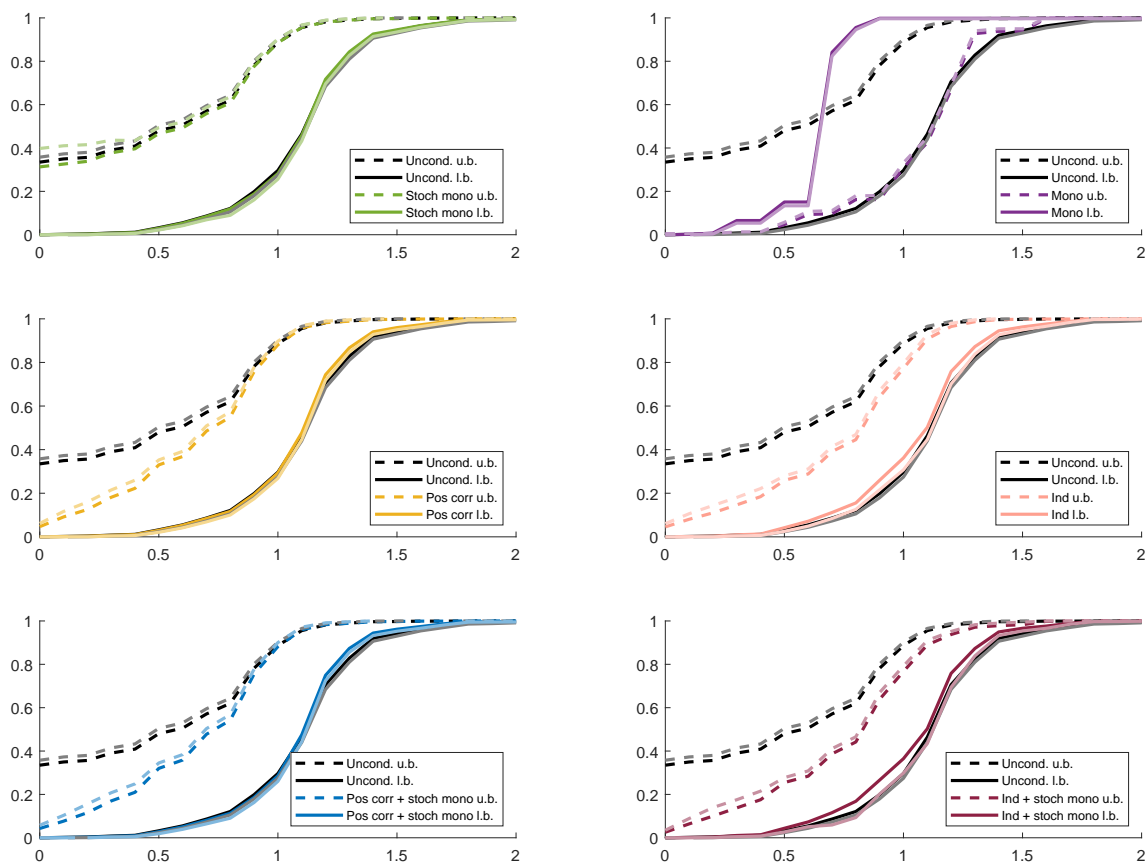 1
0.8
0.6
0.4
0.2
0
0
0.5
1
1.5
2
Uncond. u.b.
Uncond. l.b.
Stoch mono u.b.
Stoch mono l.b.
1
0.8
0.6
0.4
0.2
0
0
0.5
1
1.5
2
Uncond. u.b.
Uncond. l.b.
Mono u.b.
Mono l.b.
1
0.8
0.6
0.4
0.2
0
0
0.5
1
1.5
2
Uncond. u.b.
Uncond. l.b.
Pos corr u.b.
Pos corr l.b.
1
0.8
0.6
0.4
0.2
0
0
0.5
1
1.5
2
Uncond. u.b.
Uncond. l.b.
Ind u.b.
Ind l.b.
1
0.8
0.6
0.4
0.2
0
0
0.5
1
1.5
2
Uncond. u.b.
Uncond. l.b.
Pos corr + stoch mono u.b.
Pos corr + stoch mono l.b.
1
0.8
0.6
0.4
0.2
0
0
0.5
1
1.5
2
Uncond. u.b.
Uncond. l.b.
Ind + stoch mono u.b.
Ind + stoch mono l.b.